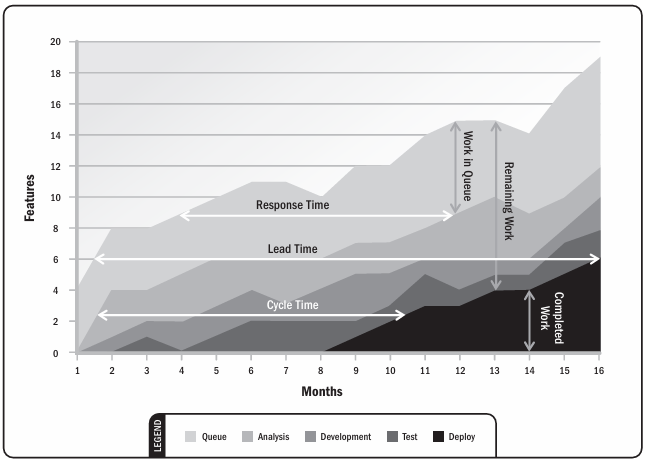 20
18
16
14
12
10
8
6
4
2
0
Features
Response Time
Lead Time
Cycle Time
Work in Queue
Remaining Work
Completed
Work
1 2 3 4 5 6 7 8 9 10 11 12 13 14 15 16
Months
LEGEND
Queue Analysis Development Test Deploy